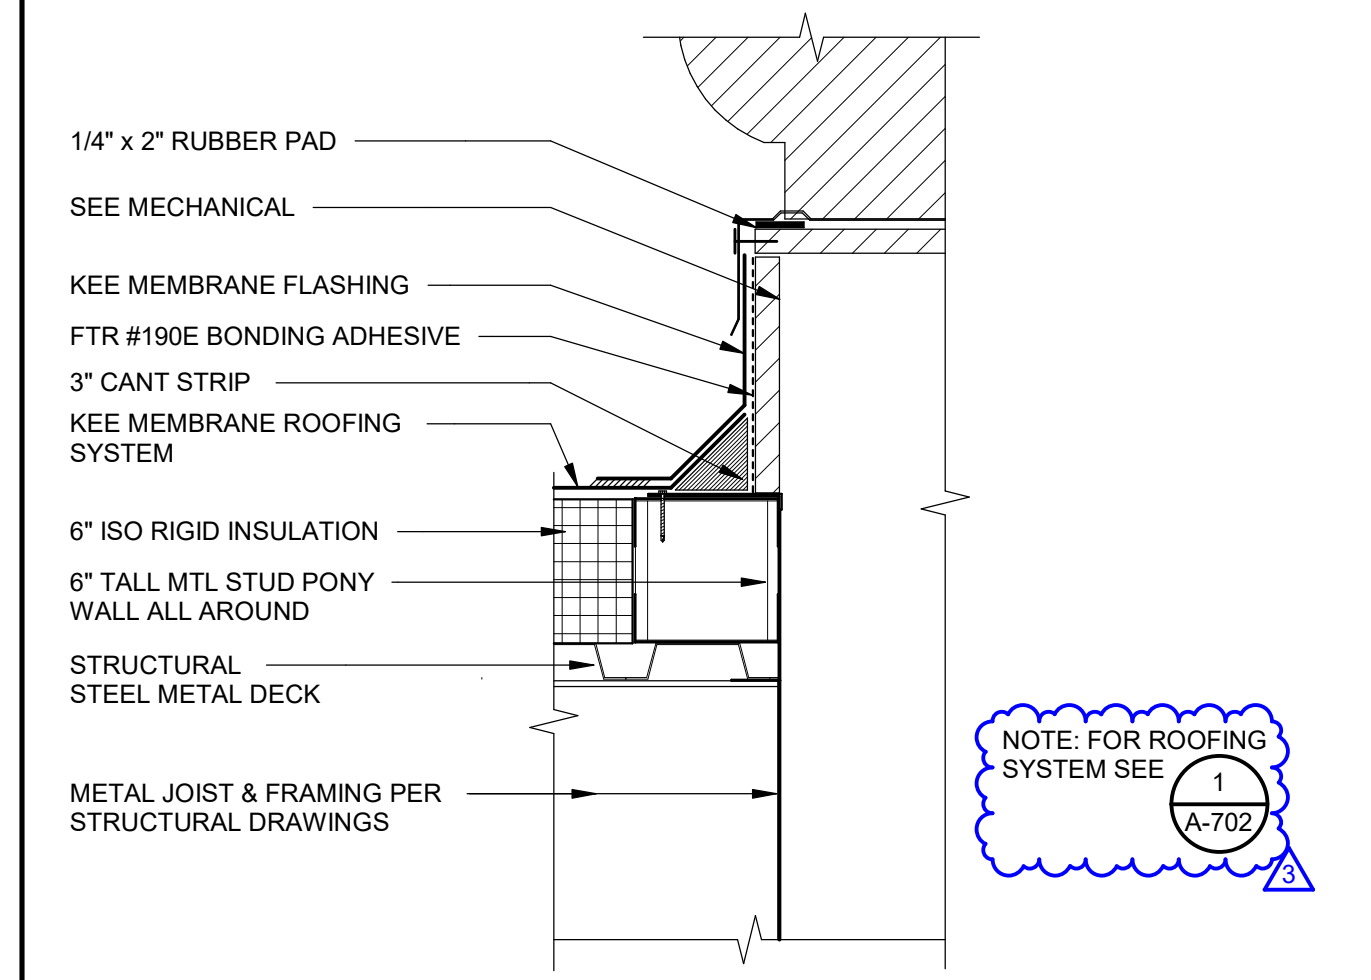 1/4" x 2" RUBBER PAD
SEE MECHANICAL
KEE MEMBRANE FLASHING
FTR #190E BONDING ADHESIVE
3" CANT STRIP
KEE MEMBRANE ROOFING
SYSTEM
6" ISO RIGID INSULATION
6" TALL MTL STUD PONY
WALL ALL AROUND
STRUCTURAL
STEEL METAL DECK
METAL JOIST & FRAMING PER
STRUCTURAL DRAWINGS
NOTE: FOR ROOFING
SYSTEM SEE
1
A-702
3